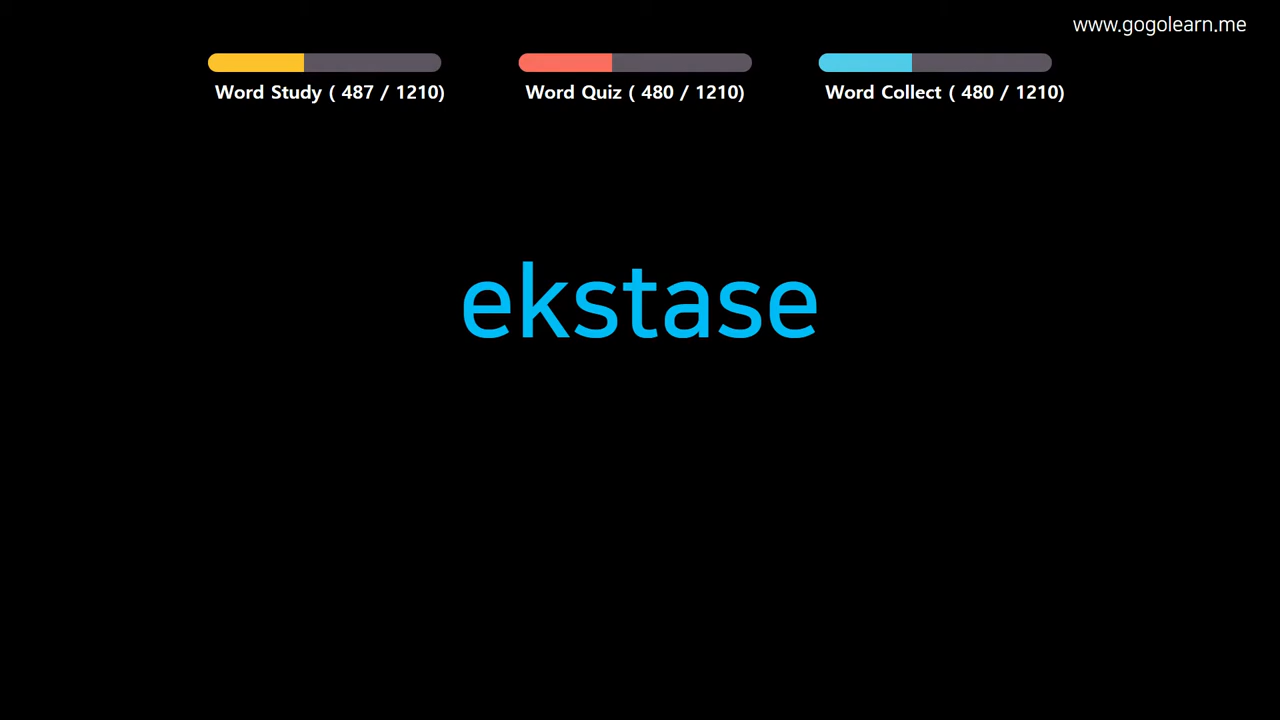 www.gogolearn.me
Word Study ( 487 / 1210)
Word Quiz ( 480 / 1210)
Word Collect ( 480 / 1210)
ekstase